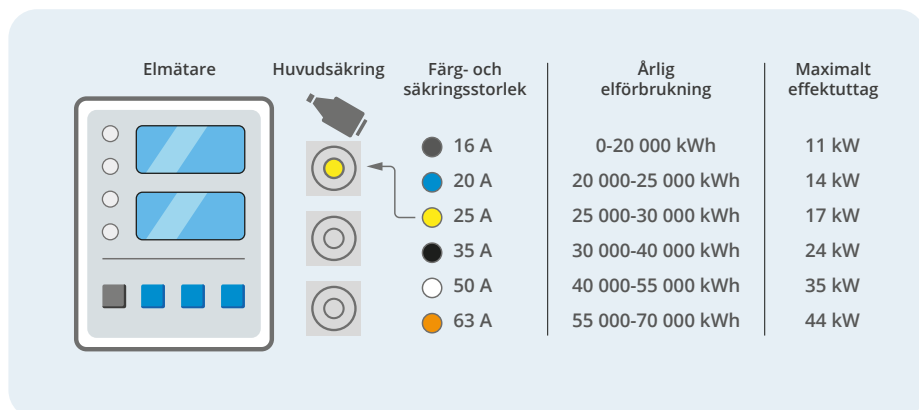 Elmätare
Huvudsäkring
Färg- och
säkringsstorlek
Årlig
elförbrukning
Maximalt
effektuttag
16 A 0-20 000 kWh 11 kW
20 A 20 000-25 000 kWh 14 kW
25 A 25 000-30 000 kWh 17 kW
35 A 30 000-40 000 kWh 24 kW
50 A 40 000-55 000 kWh 35 kW
63 A 55 000-70 000 kWh 44 kW